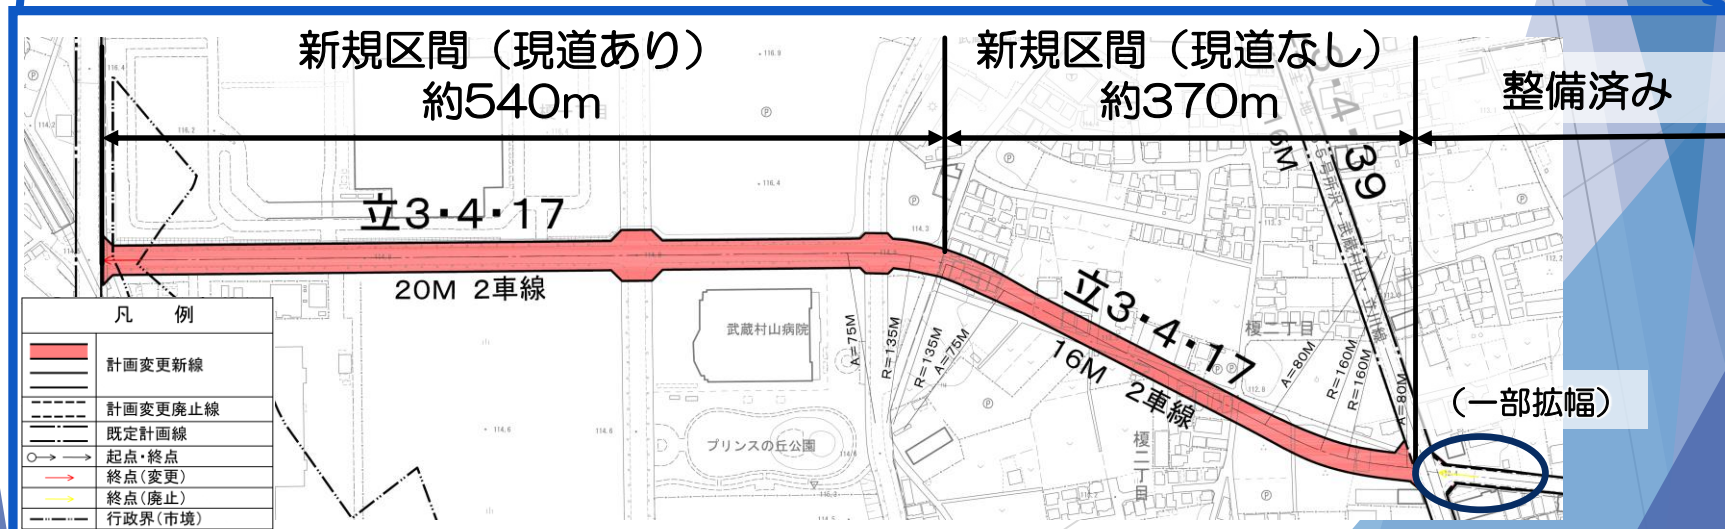 新規区間（現道あり）
約540m
新規区間（現道なし）
約370m
整備済み
立3・4・17
20M 2車線
立3・4・17
16M 2車線
3・4・39
16M
武蔵村山病院
プリンスの丘公園
榎二丁目
榎二丁目
A=75M
R=135M
R=135M
A=75M
A=80M
R=160M
R=160M
A=80M
（一部拡幅）
凡 例
計画変更新線
計画変更廃止線
既定計画線
起点・終点
終点（変更）
終点（廃止）
行政界（市境）